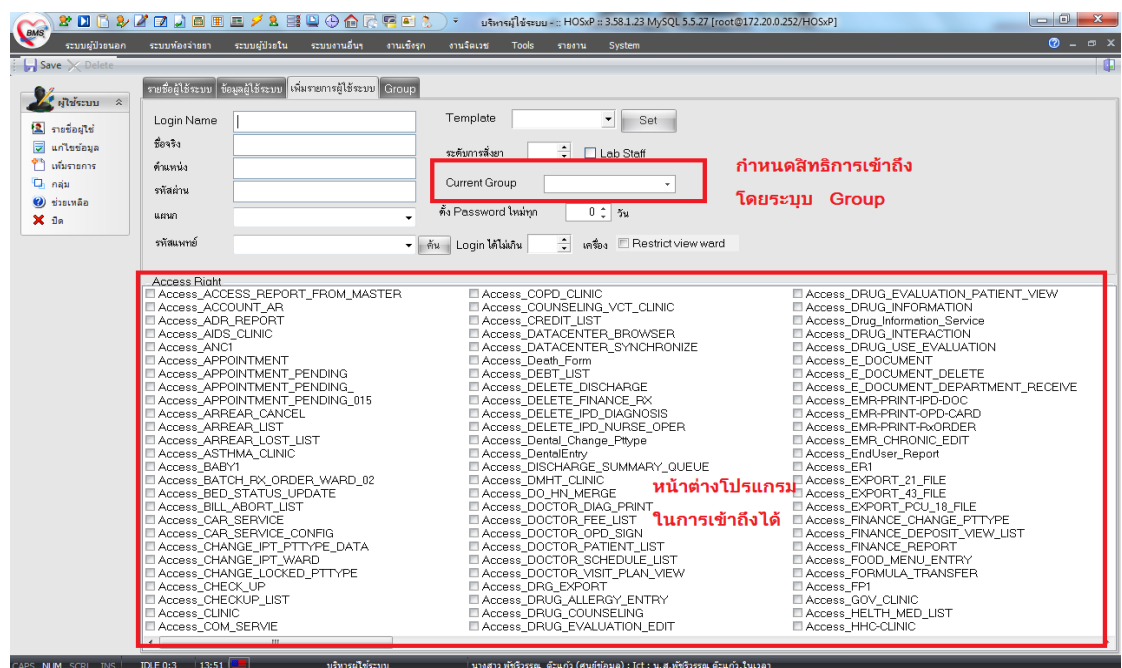 บริหารผู้ใช้ระบบ -:: HOSxP :: 3.58.1.23 MySQL 5.5.27 [root@172.20.0.252/HOSxP]
BMS
ระบบผู้ป่วยนอก ระบบห้องจ่ายยา ระบบผู้ป่วยใน ระบบงานอื่นๆ งานเชิงรุก งานจิตเวช Tools รายงาน System
Save Delete
รายชื่อผู้ใช้ระบบ ข้อมูลผู้ใช้ระบบ เพิ่มรายการผู้ใช้ระบบ Group
ผู้ใช้ระบบ
รายชื่อผู้ใช้
แก้ไขข้อมูล
เพิ่มรายการ
กลุ่ม
ช่วยเหลือ
ปิด
Login Name Template Set
ชื่อจริง ระดับการสั่งยา Lab Staff
ตำแหน่ง
รหัสผ่าน Current Group
แผนก ตั้ง Password ใหม่ทุก 0 วัน
รหัสแพทย์ ค้น Login ได้ไม่เกิน เครื่อง Restrict view ward
กำหนดสิทธิการเข้าถึง
โดยระบุบ Group
Access Right
Access_ACCESS_REPORT_FROM_MASTER
Access_ACCOUNT_AR
Access_ADR_REPORT
Access_AIDS_CLINIC
Access_ANC1
Access_APPOINTMENT
Access_APPOINTMENT_PENDING
Access_APPOINTMENT_PENDING_
Access_APPOINTMENT_PENDING_015
Access_ARREAR_CANCEL
Access_ARREAR_LIST
Access_ARREAR_LOST_LIST
Access_ASTHMA_CLINIC
Access_BABY1
Access_BATCH_RX_ORDER_WARD_02
Access_BED_STATUS_UPDATE
Access_BILL_ABORT_LIST
Access_CAR_SERVICE
Access_CAR_SERVICE_CONFIG
Access_CHANGE_IPT_PTTYPE_DATA
Access_CHANGE_IPT_WARD
Access_CHANGE_LOCKED_PTTYPE
Access_CHECK_UP
Access_CHECKUP_LIST
Access_CLINIC
Access_COM_SERVIE
Access_COPD_CLINIC
Access_COUNSELING_VCT_CLINIC
Access_CREDIT_LIST
Access_DATACENTER_BROWSER
Access_DATACENTER_SYNCHRONIZE
Access_Death_Form
Access_DEBT_LIST
Access_DELETE_DISCHARGE
Access_DELETE_FINANCE_RX
Access_DELETE_IPD_DIAGNOSIS
Access_DELETE_IPD_NURSE_OPER
Access_Dental_Change_Pttype
Access_DentalEntry
Access_DISCHARGE_SUMMARY_QUEUE
Access_DMHT_CLINIC
Access_DO_HN_MERGE
Access_DOCTOR_DIAG_PRINT
Access_DOCTOR_FEE_LIST
Access_DOCTOR_OPD_SIGN
Access_DOCTOR_PATIENT_LIST
Access_DOCTOR_SCHEDULE_LIST
Access_DOCTOR_VISIT_PLAN_VIEW
Access_DRG_EXPORT
Access_DRUG_ALLERGY_ENTRY
Access_DRUG_COUNSELING
Access_DRUG_EVALUATION_EDIT
หน้าต่างโปรแกรม
ในการเข้าถึงได้
Access_DRUG_EVALUATION_PATIENT_VIEW
Access_DRUG_INFORMATION
Access_Drug_Information_Service
Access_DRUG_INTERACTION
Access_DRUG_USE_EVALUATION
Access_E_DOCUMENT
Access_E_DOCUMENT_DELETE
Access_E_DOCUMENT_DEPARTMENT_RECEIVE
Access_EMR-PRINT-IPD-DOC
Access_EMR-PRINT-OPD-CARD
Access_EMR-PRINT-RxORDER
Access_EMR_CHRONIC_EDIT
Access_EndUser_Report
Access_ER1
Access_EXPORT_21_FILE
Access_EXPORT_43_FILE
Access_EXPORT_PCU_18_FILE
Access_FINANCE_CHANGE_PTTYPE
Access_FINANCE_DEPOSIT_VIEW_LIST
Access_FINANCE_REPORT
Access_FOOD_MENU_ENTRY
Access_FORMULA_TRANSFER
Access_FP1
Access_GOV_CLINIC
Access_HELTH_MED_LIST
Access_HHC-CLINIC
CAPS NUM SCRL INS IDLE 0:3 13:51 บริหารผู้ใช้ระบบ